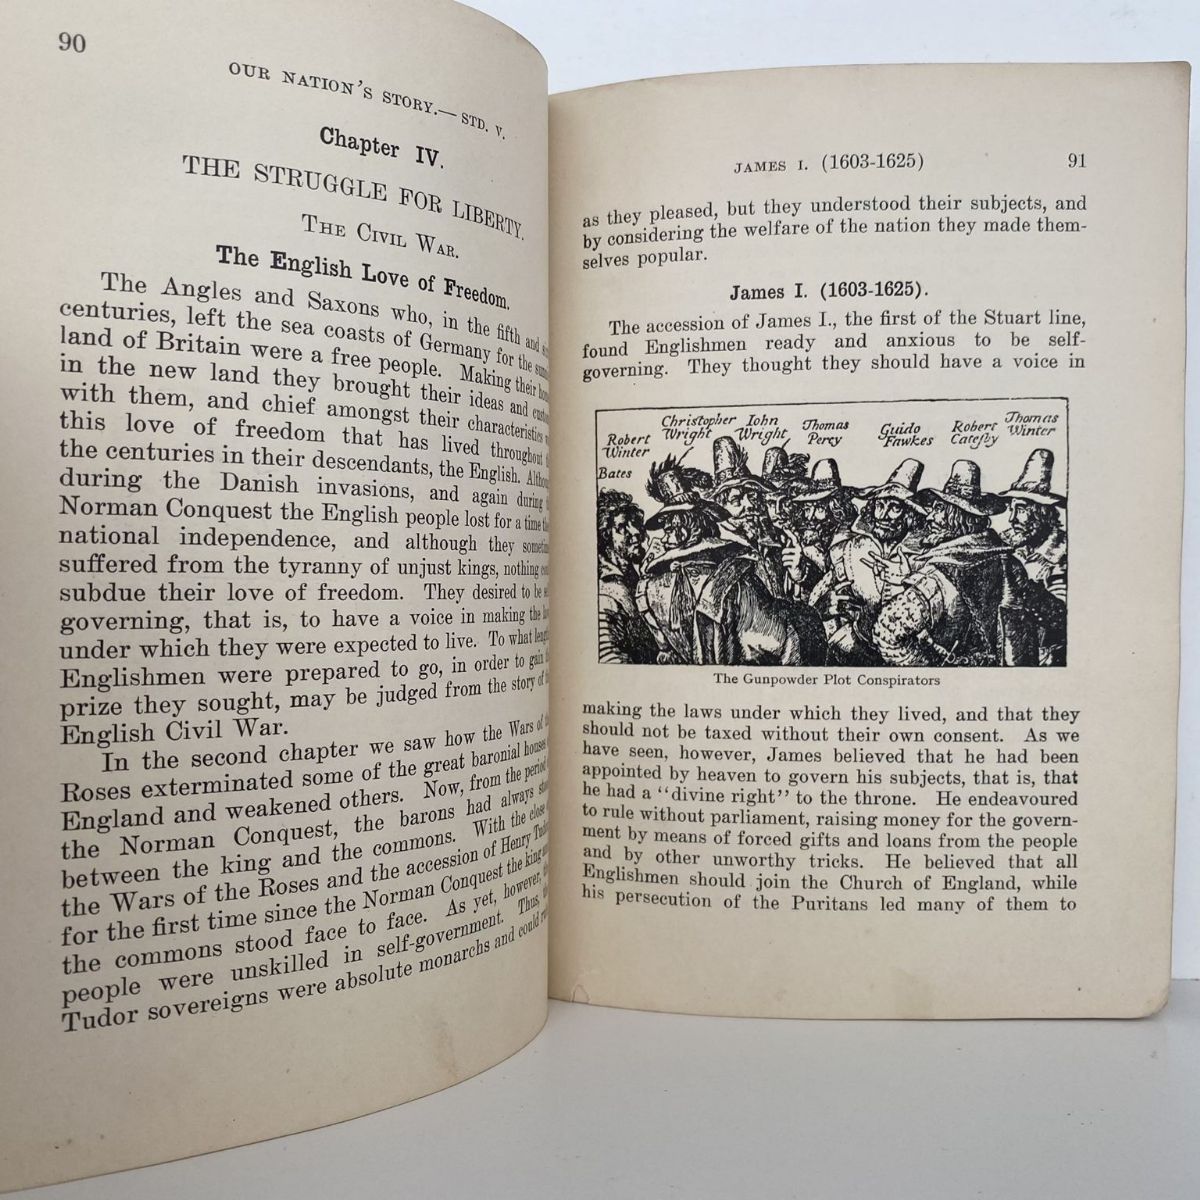 90
OUR NATION'S STORY.— STD. V.
Chapter IV.
THE STRUGGLE FOR LIBERTY.
THE CIVIL WAR.
The English Love of Freedom.
The Angles and Saxons who, in the fifth and
centuries, left the sea coasts of Germany for the
land of Britain were a free people. Making their
in the new land they brought their ideas and
with them, and chief amongst their characteristics
this love of freedom that has lived throughout
the centuries in their descendants, the English.
during the Danish invasions, and again during
Norman Conquest the English people lost for a time
national independence, and although they
suffered from the tyranny of unjust kings, nothing
subdue their love of freedom. They desired to be
governing, that is, to have a voice in making the
under which they were expected to live. To what
Englishmen were prepared to go, in order to gain
prize they sought, may be judged from the story of
English Civil War.
In the second chapter we saw how the Wars of
Roses exterminated some of the great baronial houses
England and weakened others. Now, from the period
the Norman Conquest, the barons had always
between the king and the commons. With the close
the Wars of the Roses and the accession of Henry Tudor
for the first time since the Norman Conquest the king
the commons stood face to face. As yet, however,
people were unskilled in self-government. Thus,
Tudor sovereigns were absolute monarchs and could
JAMES I. (1603-1625) 91
as they pleased, but they understood their subjects, and
by considering the welfare of the nation they made them-
selves popular.
James I. (1603-1625).
The accession of James I., the first of the Stuart line,
found Englishmen ready and anxious to be self-
governing. They thought they should have a voice in
Bates
Robert Winter
Christopher Wright
Iohn Wright
Thomas Percy
Guido Fawkes
Robert Catesby
Thomas Winter
The Gunpowder Plot Conspirators
making the laws under which they lived, and that they
should not be taxed without their own consent. As we
have seen, however, James believed that he had been
appointed by heaven to govern his subjects, that is, that
he had a "divine right" to the throne. He endeavoured
to rule without parliament, raising money for the govern-
ment by means of forced gifts and loans from the people
and by other unworthy tricks. He believed that all
Englishmen should join the Church of England, while
his persecution of the Puritans led many of them to